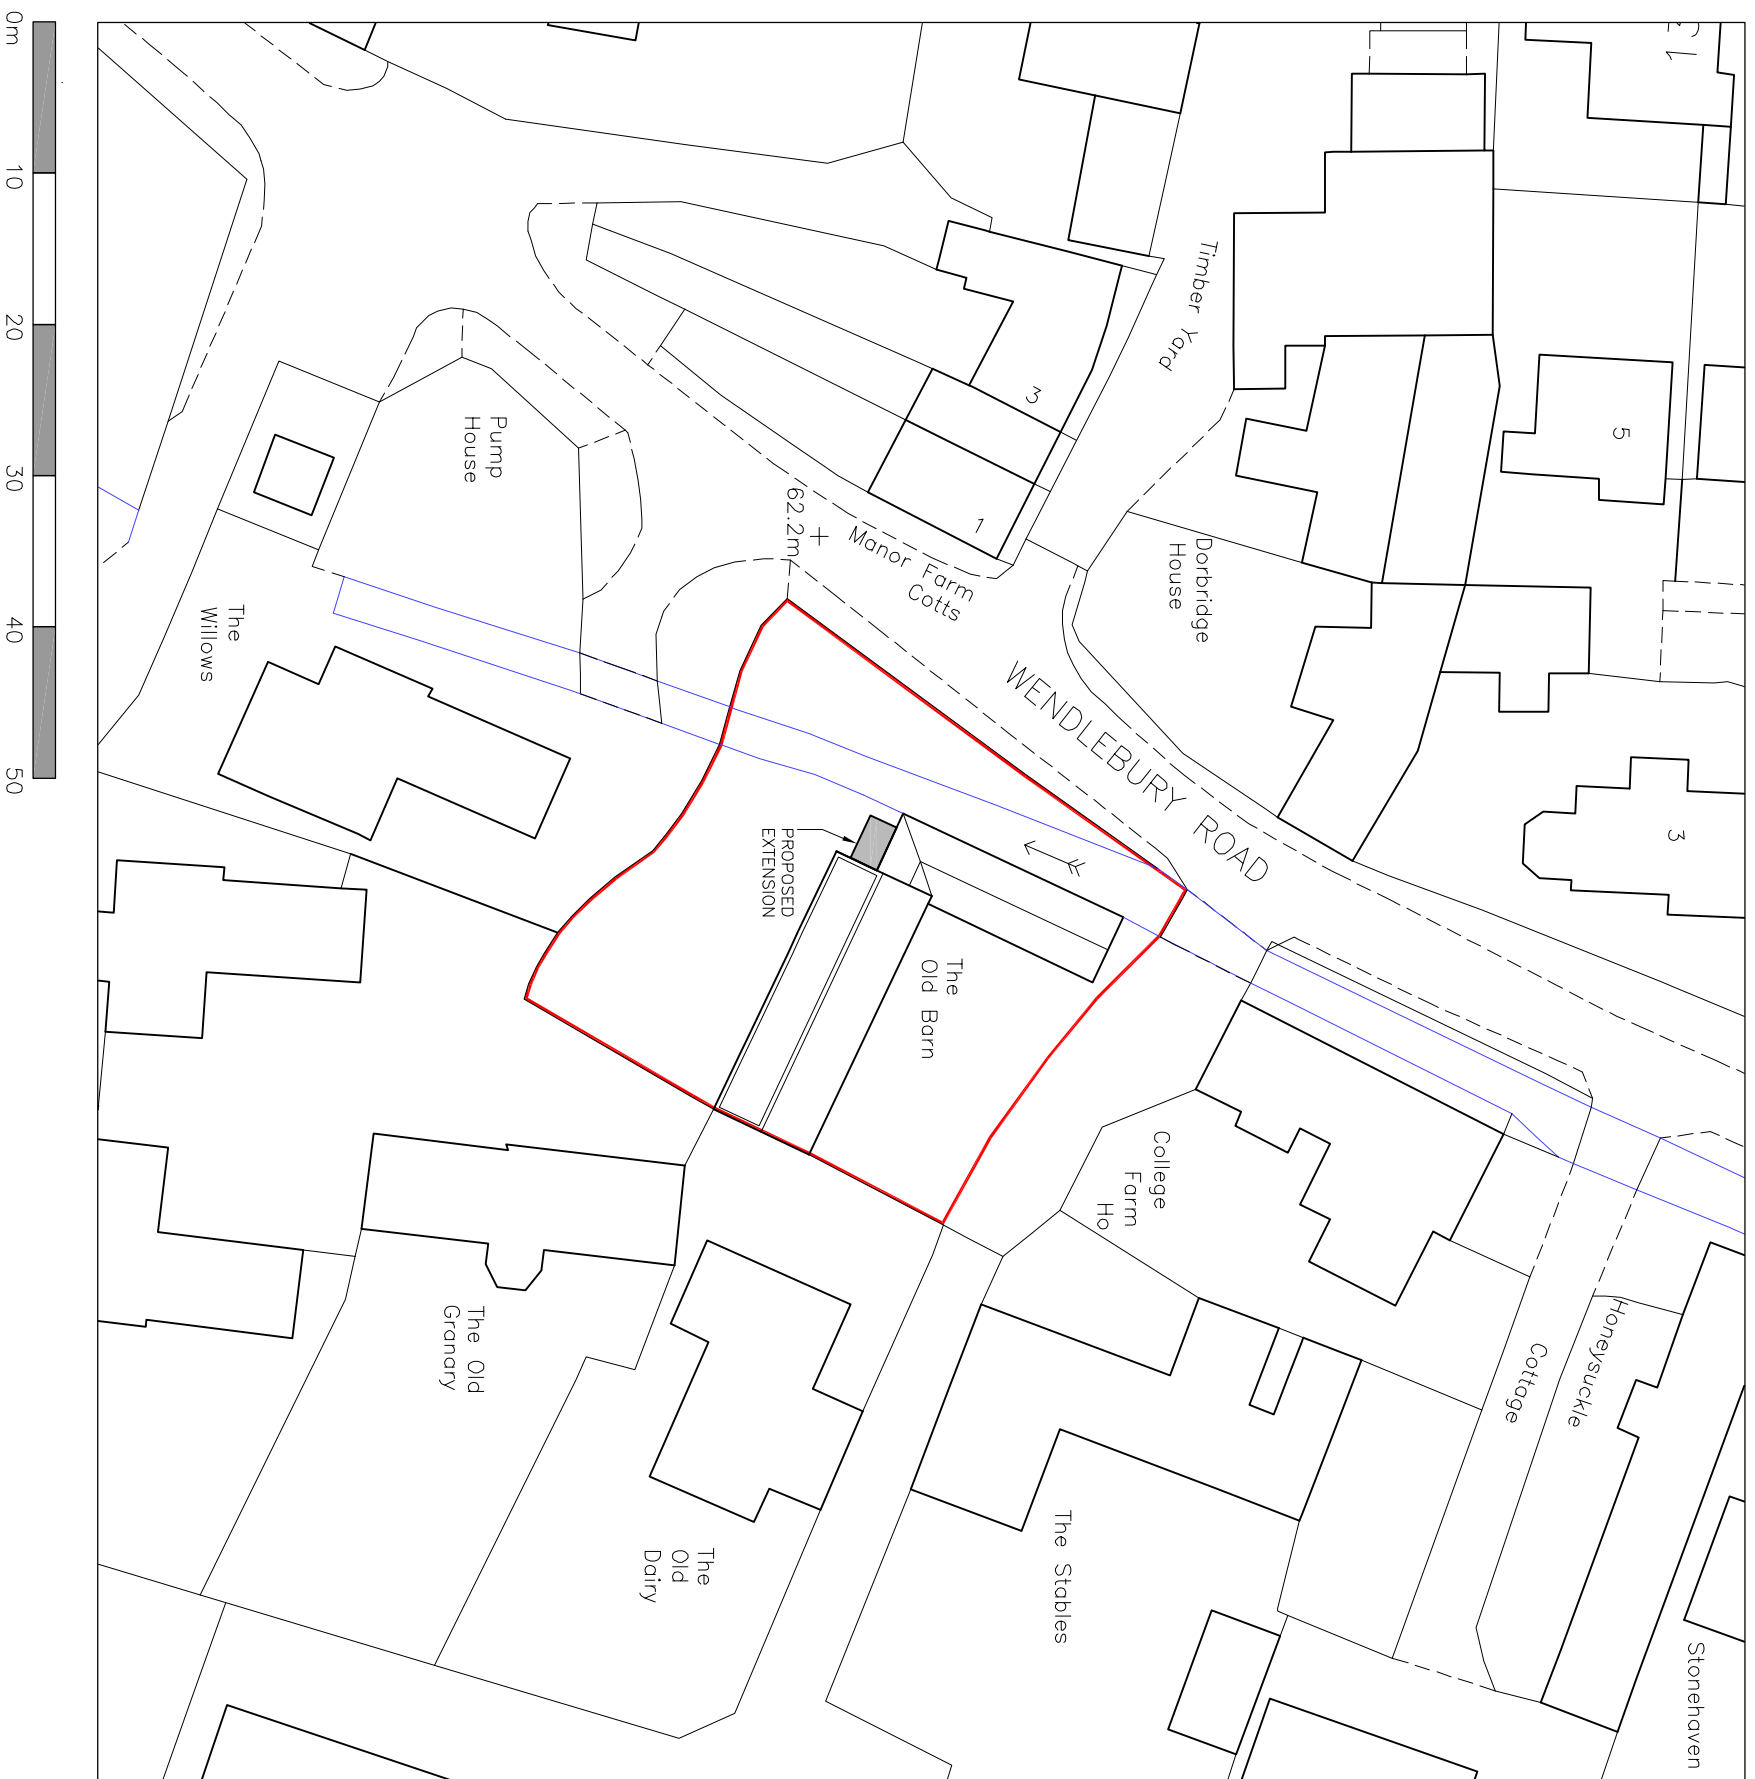 0m
10
20
30
40
50
13
Timber Yard
5
3
3
1
Pump
House
62.2m
Manor Farm
Cotts
Dorbridge
House
The
Willows
WENDLEBURY ROAD
PROPOSED
EXTENSION
The
Old Barn
College
Farm
Ho
Honeysuckle
Cottage
The Old
Granary
The
Old
Dairy
The Stables
Stonehaven